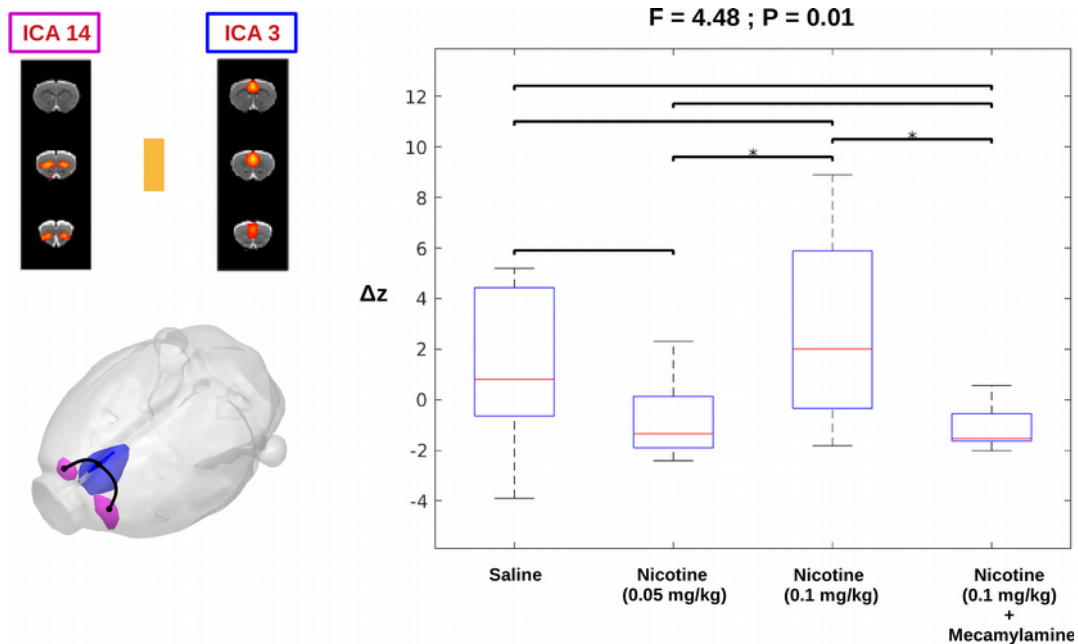 F = 4.48 ; P = 0.01
ICA 14
ICA 3
12
10
8
6
4
2
0
-2
-4
Δz
*
*
Saline
Nicotine
(0.05 mg/kg)
Nicotine
(0.1 mg/kg)
Nicotine
(0.1 mg/kg)
+
Mecamylamine